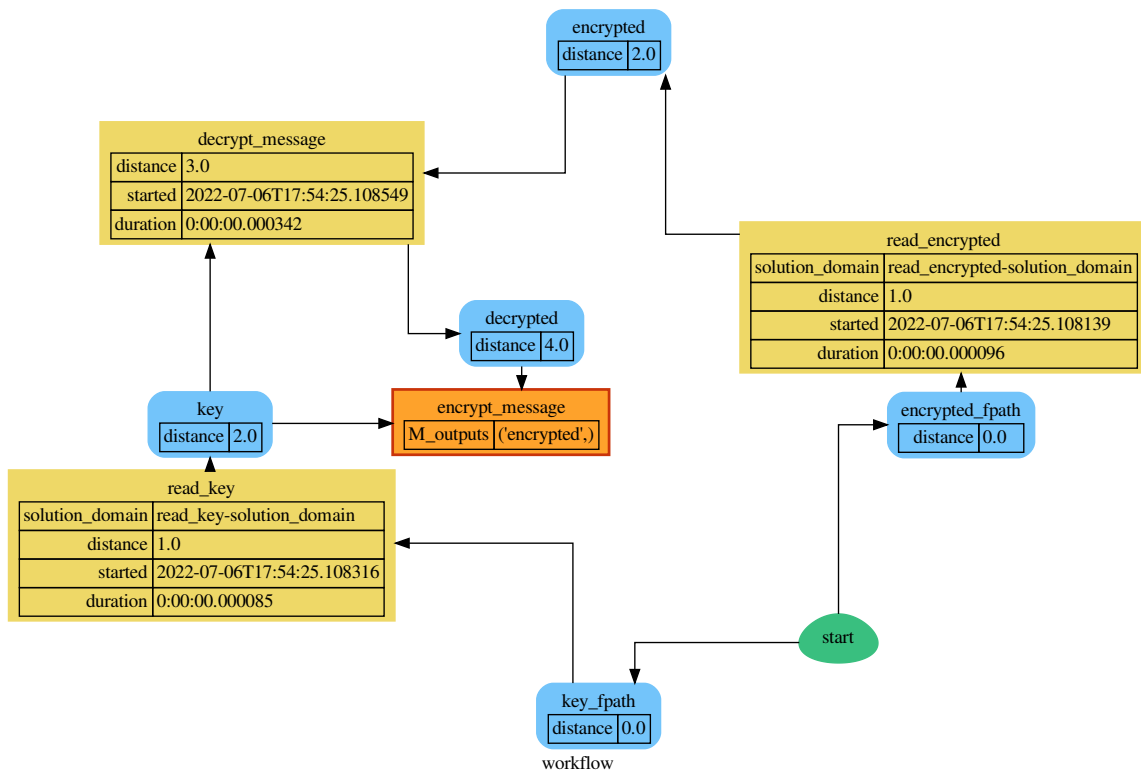 encrypted
distance 2.0
decrypt_message
distance 3.0
started 2022-07-06T17:54:25.108549
duration 0:00:00.000342
read_encrypted
solution_domain read_encrypted-solution_domain
distance 1.0
started 2022-07-06T17:54:25.108139
duration 0:00:00.000096
decrypted
distance 4.0
key
distance 2.0
encrypt_message
M_outputs ('encrypted',)
encrypted_fpath
distance 0.0
read_key
solution_domain read_key-solution_domain
distance 1.0
started 2022-07-06T17:54:25.108316
duration 0:00:00.000085
start
key_fpath
distance 0.0
workflow